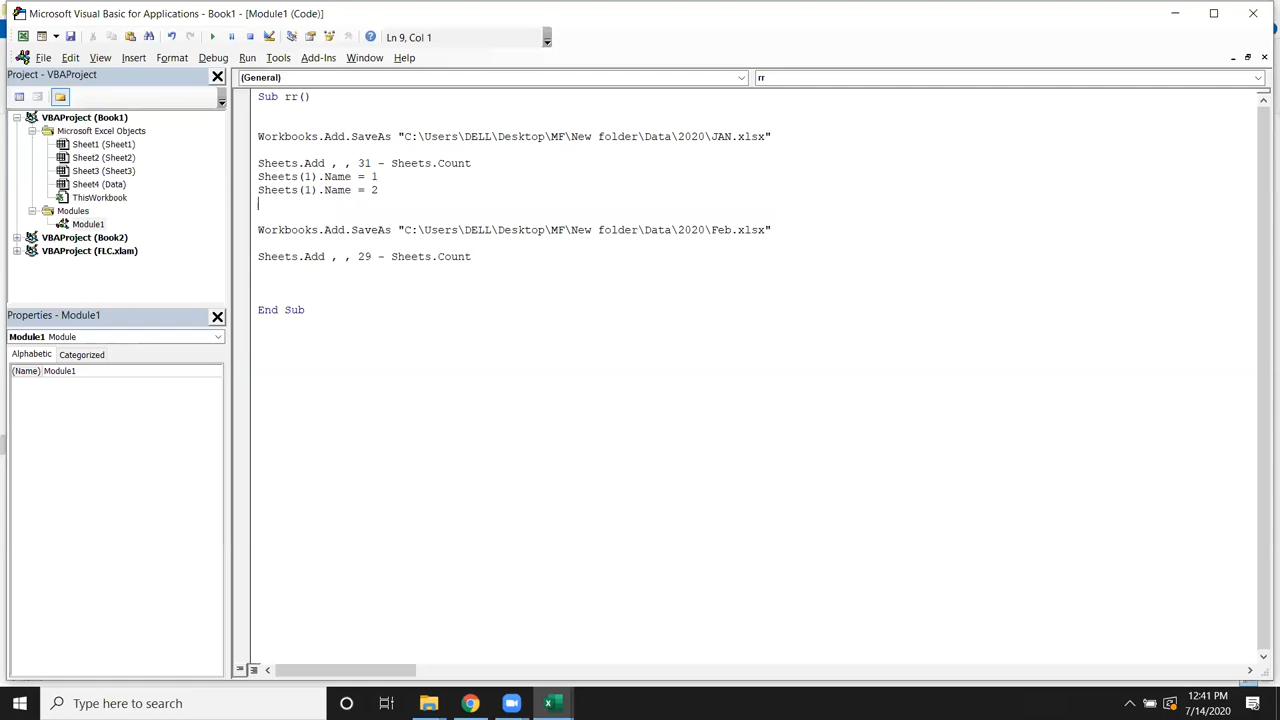 Microsoft Visual Basic for Applications - Book1 - [Module1 (Code)]
Ln 9, Col 1
File Edit View Insert Format Debug Run Tools Add-Ins Window Help
Project - VBAProject
VBAProject (Book1)
Microsoft Excel Objects
Sheet1 (Sheet1)
Sheet2 (Sheet2)
Sheet3 (Sheet3)
Sheet4 (Data)
ThisWorkbook
Modules
Module1
VBAProject (Book2)
VBAProject (FLC.xlam)
Properties - Module1
Module1 Module
Alphabetic Categorized
(Name) Module1
(General) rr
Sub rr()
Workbooks.Add.SaveAs "C:\Users\DELL\Desktop\MF\New folder\Data\2020\JAN.xlsx"
Sheets.Add , , 31 - Sheets.Count
Sheets(1).Name = 1
Sheets(1).Name = 2
Workbooks.Add.SaveAs "C:\Users\DELL\Desktop\MF\New folder\Data\2020\Feb.xlsx"
Sheets.Add , , 29 - Sheets.Count
End Sub
Type here to search
12:41 PM
7/14/2020